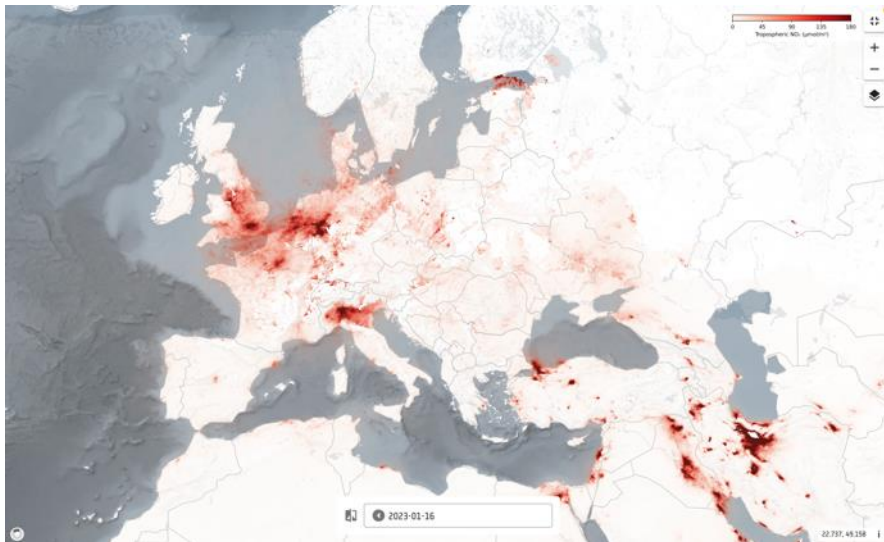 0 45 90 135 180
Tropospheric NO₂ (μmol/m²)
+
−
2023-01-16
22.737, 49.158